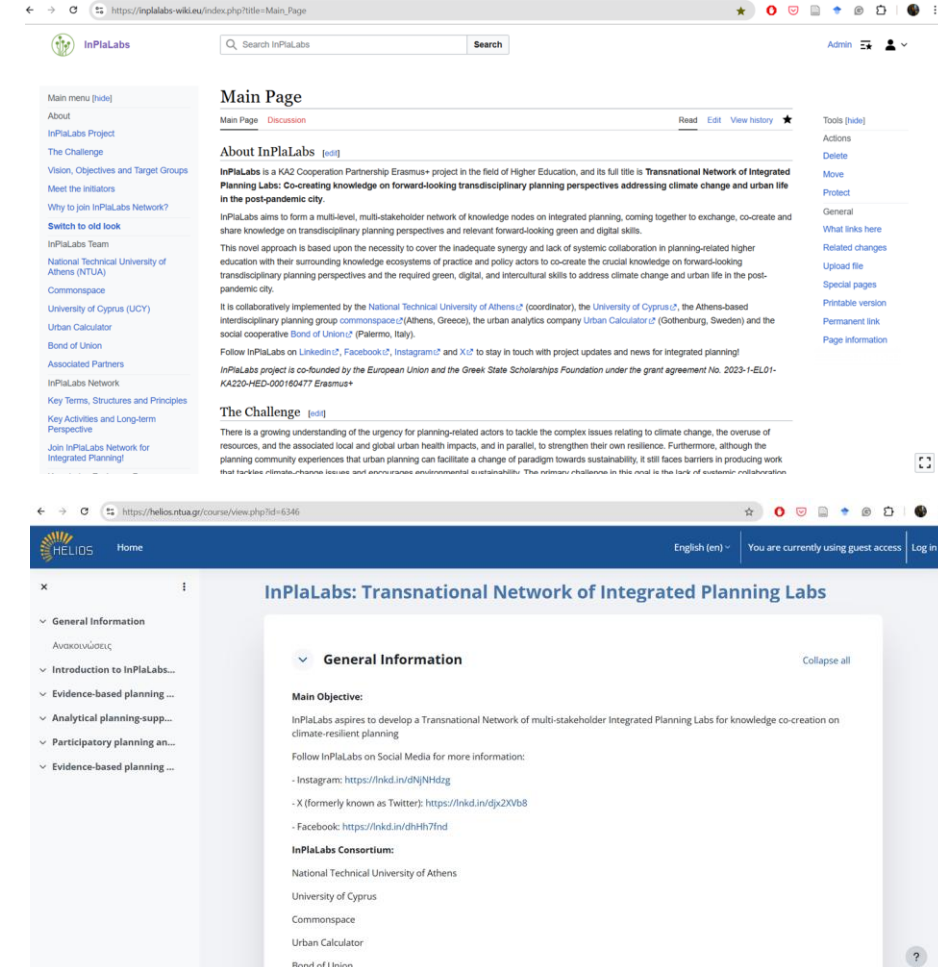 https://inplalabs-wiki.eu/index.php?title=Main_Page
InPlaLabs
Search InPlaLabs
Search
Admin
Main menu [hide]
About
InPlaLabs Project
The Challenge
Vision, Objectives and Target Groups
Meet the initiators
Why to join InPlaLabs Network?
Switch to old look
InPlaLabs Team
National Technical University of
Athens (NTUA)
Commonspace
University of Cyprus (UCY)
Urban Calculator
Bond of Union
Associated Partners
InPlaLabs Network
Key Terms, Structures and Principles
Key Activities and Long-term
Perspective
Join InPlaLabs Network for
Integrated Planning!
Main Page
Main Page Discussion
Read Edit View history
About InPlaLabs [edit]
InPlaLabs is a KA2 Cooperation Partnership Erasmus+ project in the field of Higher Education, and its full title is Transnational Network of Integrated
Planning Labs: Co-creating knowledge on forward-looking transdisciplinary planning perspectives addressing climate change and urban life
in the post-pandemic city.
InPlaLabs aims to form a multi-level, multi-stakeholder network of knowledge nodes on integrated planning, coming together to exchange, co-create and
share knowledge on transdisciplinary planning perspectives and relevant forward-looking green and digital skills.
This novel approach is based upon the necessity to cover the inadequate synergy and lack of systemic collaboration in planning-related higher
education with their surrounding knowledge ecosystems of practice and policy actors to co-create the crucial knowledge on forward-looking
transdisciplinary planning perspectives and the required green, digital, and intercultural skills to address climate change and urban life in the post-
pandemic city.
It is collaboratively implemented by the National Technical University of Athens (coordinator), the University of Cyprus, the Athens-based
interdisciplinary planning group commonspace(Athens, Greece), the urban analytics company Urban Calculator (Gothenburg, Sweden) and the
social cooperative Bond of Union (Palermo, Italy).
Follow InPlaLabs on Linkedin, Facebook, Instagram and X to stay in touch with project updates and news for integrated planning!
InPlaLabs project is co-founded by the European Union and the Greek State Scholarships Foundation under the grant agreement No. 2023-1-EL01-
KA220-HED-000160477 Erasmus+
The Challenge [edit]
There is a growing understanding of the urgency for planning-related actors to tackle the complex issues relating to climate change, the overuse of
resources, and the associated local and global urban health impacts, and in parallel, to strengthen their own resilience. Furthermore, although the
planning community experiences that urban planning can facilitate a change of paradigm towards sustainability, it still faces barriers in producing work
that tackles climate-change issues and encourages environmental sustainability. The primary challenge in this goal is the lack of systemic collaboration
Tools [hide]
Actions
Delete
Move
Protect
General
What links here
Related changes
Upload file
Special pages
Printable version
Permanent link
Page information
https://helios.ntua.gr/course/view.php?id=6346
HELIOS
Home
English (en)
You are currently using guest access
Log in
General Information
Ανακοινώσεις
Introduction to InPlaLabs...
Evidence-based planning ...
Analytical planning-supp...
Participatory planning an...
Evidence-based planning ...
InPlaLabs: Transnational Network of Integrated Planning Labs
General Information
Collapse all
Main Objective:
InPlaLabs aspires to develop a Transnational Network of multi-stakeholder Integrated Planning Labs for knowledge co-creation on
climate-resilient planning
Follow InPlaLabs on Social Media for more information:
- Instagram: https://lnkd.in/dNjNHdzg
- X (formerly known as Twitter): https://lnkd.in/djx2XVb8
- Facebook: https://lnkd.in/dhHh7fnd
InPlaLabs Consortium:
National Technical University of Athens
University of Cyprus
Commonspace
Urban Calculator
Bond of Union
?